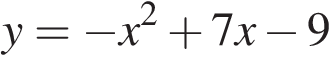 y = −x² + 7x − 9